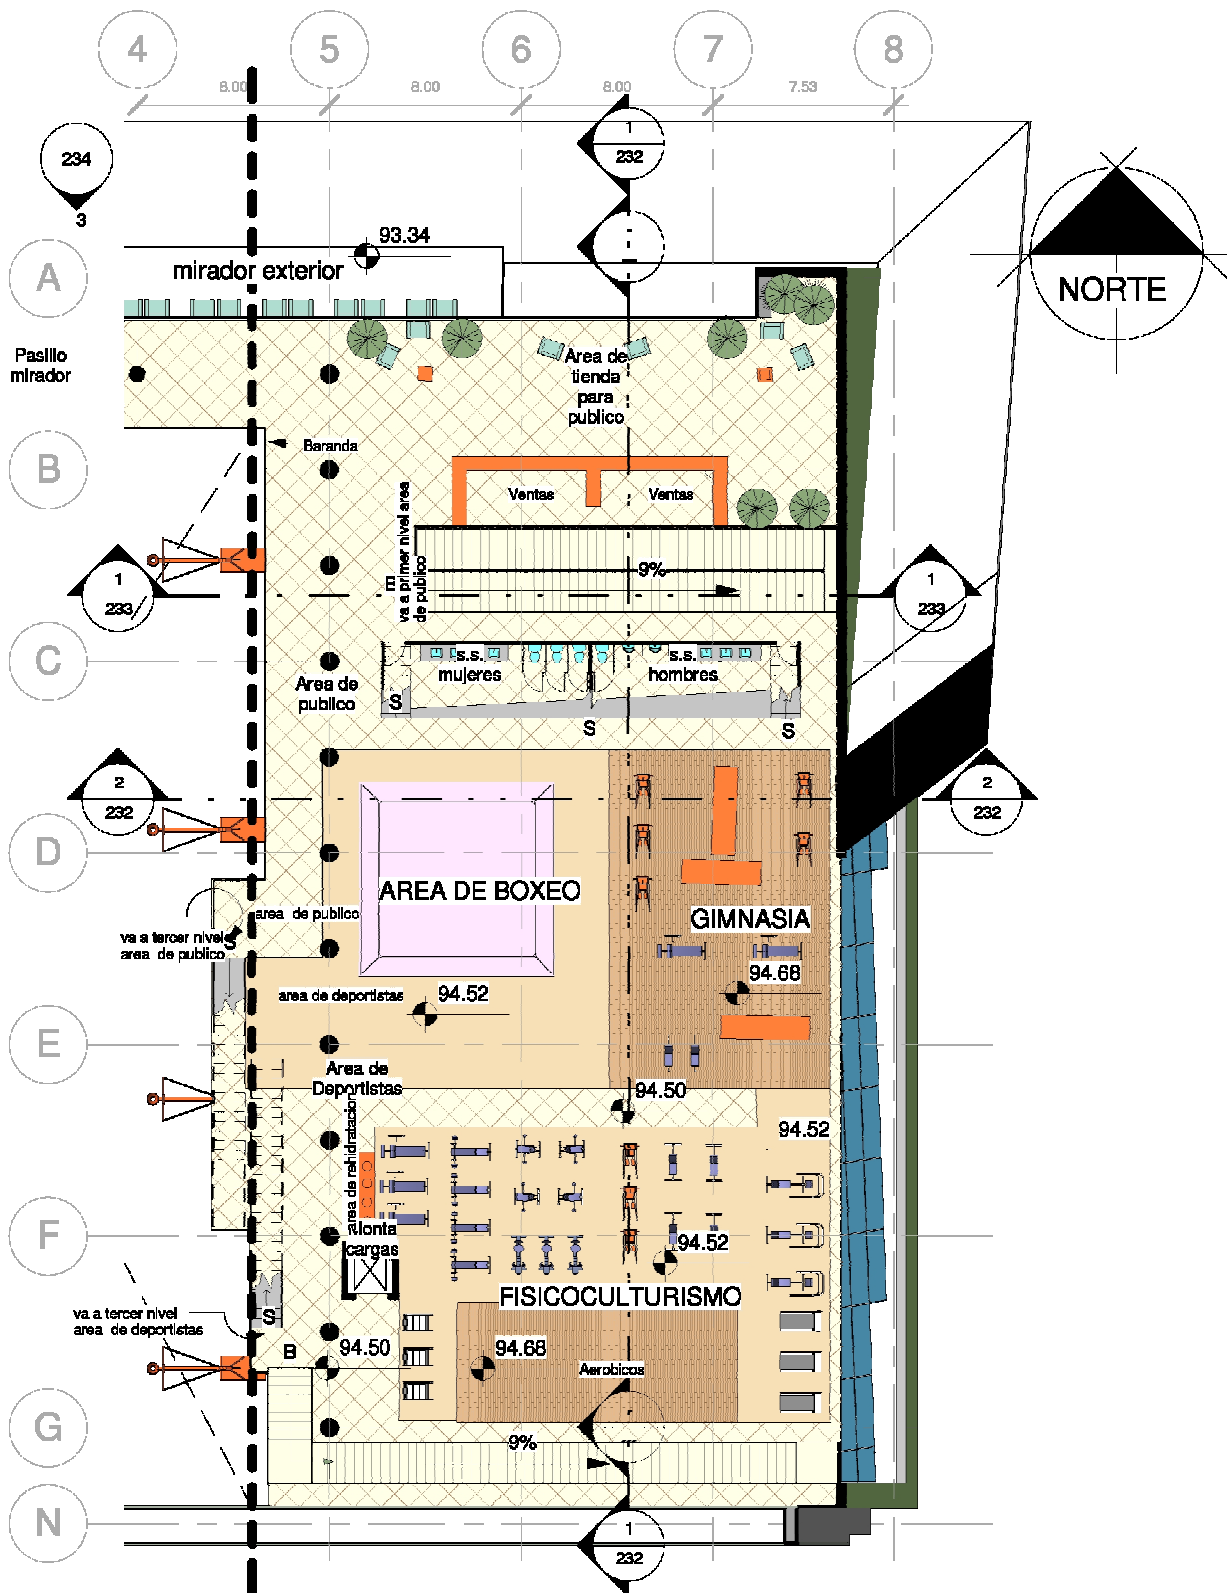 4
5
6
7
8
8.00
8.00
8.00
7.53
234
3
1
232
93.34
mirador exterior
A
NORTE
Pasillo
mirador
Area de
tienda
para
publico
B
Baranda
Ventas
Ventas
va a primer nivel area
de publico
9%
1
233
1
233
C
s.s.
mujeres
s.s.
hombres
Area de
publico
S
S
S
2
232
2
232
D
AREA DE BOXEO
GIMNASIA
area de publico
va a tercer nivel
area de publico
S
94.68
area de deportistas
94.52
E
Area de
Deportistas
94.50
94.52
area de rehidratacion
F
Monta
cargas
94.52
FISICOCULTURISMO
va a tercer nivel
area de deportistas
S
B
94.50
94.68
Aerobicos
G
9%
N
1
232